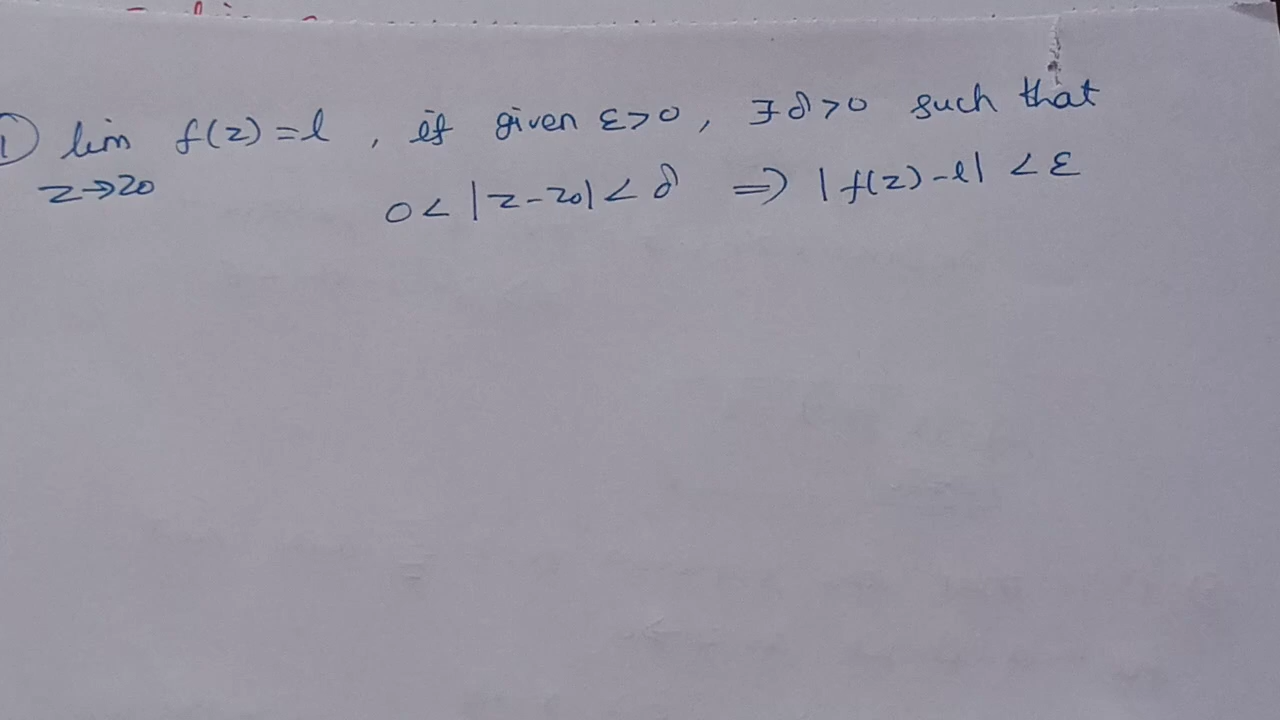 ① lim f(z) = l , if given ε>0, ∃ δ>0 such that
z→z0 0< |z-z0| < δ ⇒ |f(z)-l| < ε